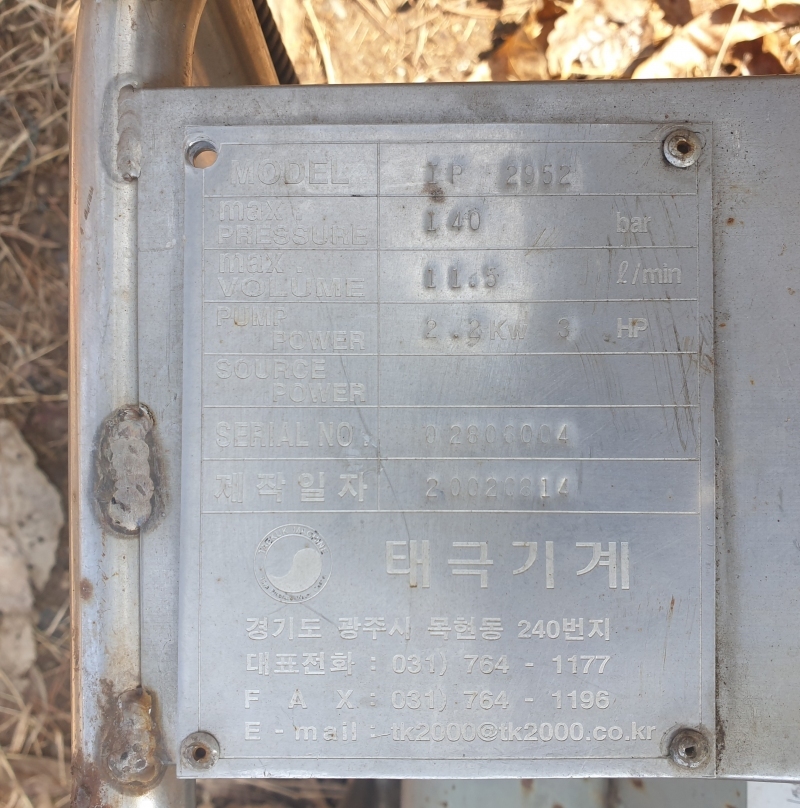 MODEL IP 2052
max. PRESSURE 140 bar
max. VOLUME 11.5 ℓ/min
PUMP POWER 2.2Kw 3 HP
SOURCE POWER
SERIAL NO.
제작일자
태극기계
경기도 광주시 목현동 240번지
대표전화 : 031) 764 - 1177
F A X : 031) 764 - 1196
E - mail : tk2000@tk2000.co.kr